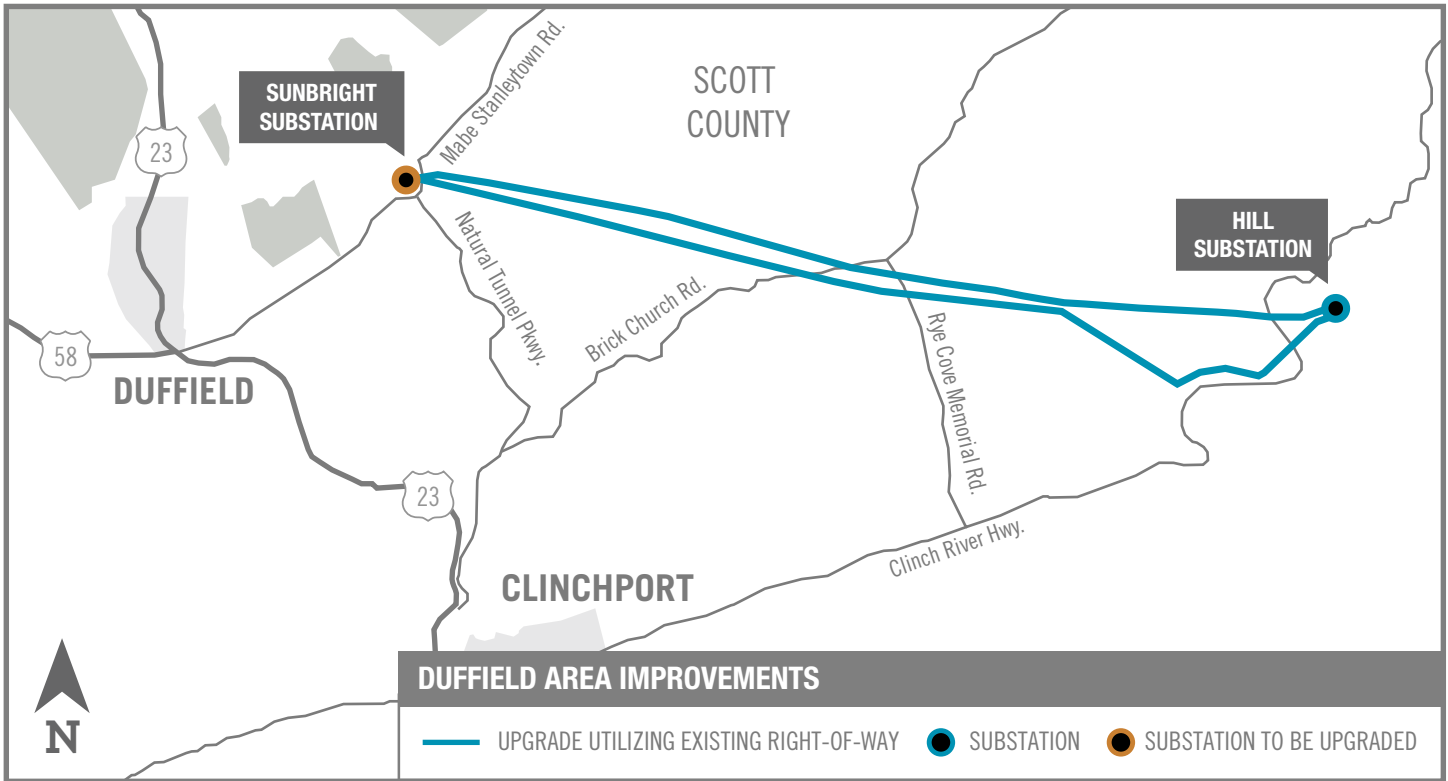 SCOTT
COUNTY
SUNBRIGHT
SUBSTATION
Mabe Stanleytown Rd.
23
HILL
SUBSTATION
Natural Tunnel Pkwy.
Brick Church Rd.
Rye Cove Memorial Rd.
58
DUFFIELD
23
Clinch River Hwy.
CLINCHPORT
N
DUFFIELD AREA IMPROVEMENTS
UPGRADE UTILIZING EXISTING RIGHT-OF-WAY
SUBSTATION
SUBSTATION TO BE UPGRADED